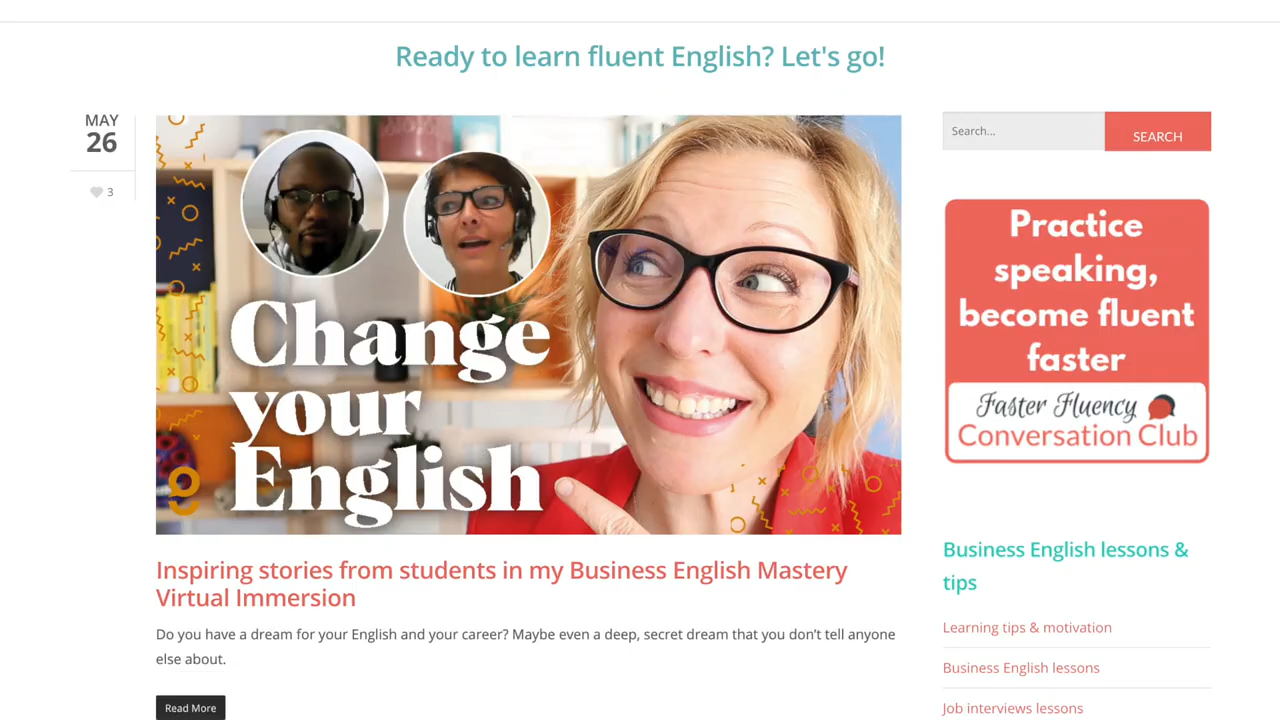 Ready to learn fluent English? Let's go!
MAY
26
3
Change
your
English
Inspiring stories from students in my Business English Mastery
Virtual Immersion
Do you have a dream for your English and your career? Maybe even a deep, secret dream that you don't tell anyone
else about.
Read More
Search...
SEARCH
Practice
speaking,
become fluent
faster
Faster Fluency
Conversation Club
Business English lessons &
tips
Learning tips & motivation
Business English lessons
Job interviews lessons